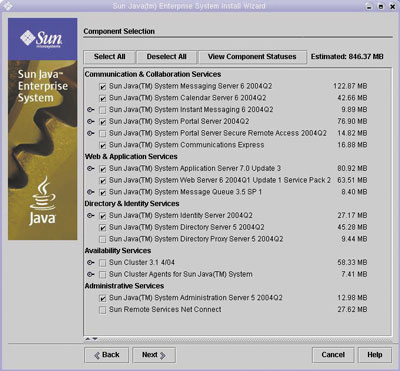 Sun Java(tm) Enterprise System Install Wizard
Sun
microsystems
Sun Java™
Enterprise
System
Java
Component Selection
Select All Deselect All View Component Statuses Estimated: 846.37 MB
Communication & Collaboration Services
Sun Java(TM) System Messaging Server 6 2004Q2 122.87 MB
Sun Java(TM) System Calendar Server 6 2004Q2 42.66 MB
Sun Java(TM) System Instant Messaging 6 2004Q2 9.89 MB
Sun Java(TM) System Portal Server 2004Q2 76.90 MB
Sun Java(TM) System Portal Server Secure Remote Access 2004Q2 14.82 MB
Sun Java(TM) System Communications Express 16.88 MB
Web & Application Services
Sun Java(TM) System Application Server 7.0 Update 3 80.92 MB
Sun Java(TM) System Web Server 6 2004Q1 Update 1 Service Pack 2 63.51 MB
Sun Java(TM) System Message Queue 3.5 SP 1 8.40 MB
Directory & Identity Services
Sun Java(TM) System Identity Server 2004Q2 27.17 MB
Sun Java(TM) System Directory Server 5 2004Q2 45.28 MB
Sun Java(TM) System Directory Proxy Server 5 2004Q2 9.44 MB
Availability Services
Sun Cluster 3.1 4/04 58.33 MB
Sun Cluster Agents for Sun Java(TM) System 7.41 MB
Administrative Services
Sun Java(TM) System Administration Server 5 2004Q2 12.98 MB
Sun Remote Services Net Connect 27.62 MB
Back Next Cancel Help